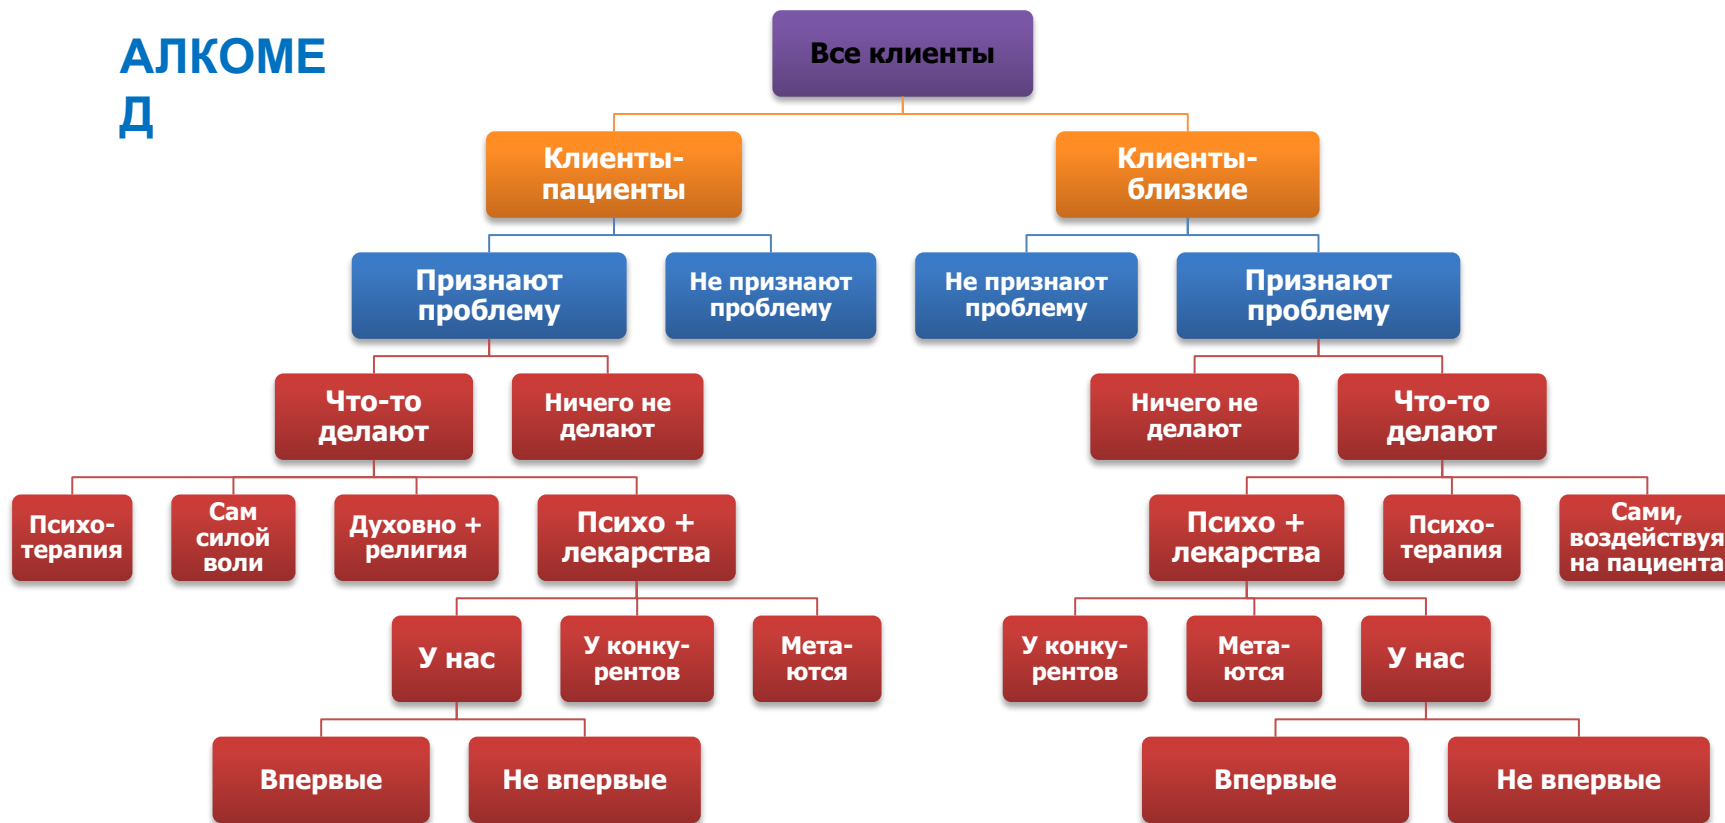 АЛКОМЕ
Д
Все клиенты
Клиенты-
пациенты
Клиенты-
близкие
Признают
проблему
Не признают
проблему
Не признают
проблему
Признают
проблему
Что-то
делают
Ничего не
делают
Ничего не
делают
Что-то
делают
Психо-
терапия
Сам
силой
воли
Духовно +
религия
Психо +
лекарства
Психо +
лекарства
Психо-
терапия
Сами,
воздействуя
на пациента
У нас
У конку-
рентов
Мета-
ются
У конку-
рентов
Мета-
ются
У нас
Впервые
Не впервые
Впервые
Не впервые